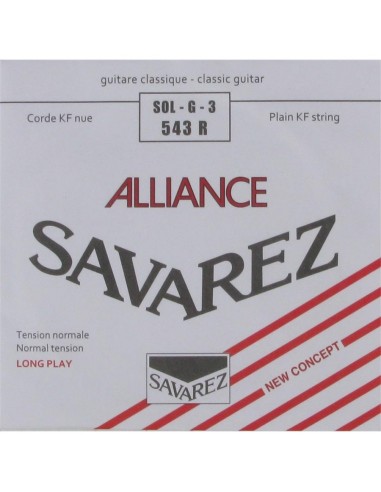 guitare classique - classic guitar
SOL - G - 3
543 R
Corde KF nue
Plain KF string
ALLIANCE
SAVAREZ
Tension normale
Normal tension
LONG PLAY
SAVAREZ
NEW CONCEPT